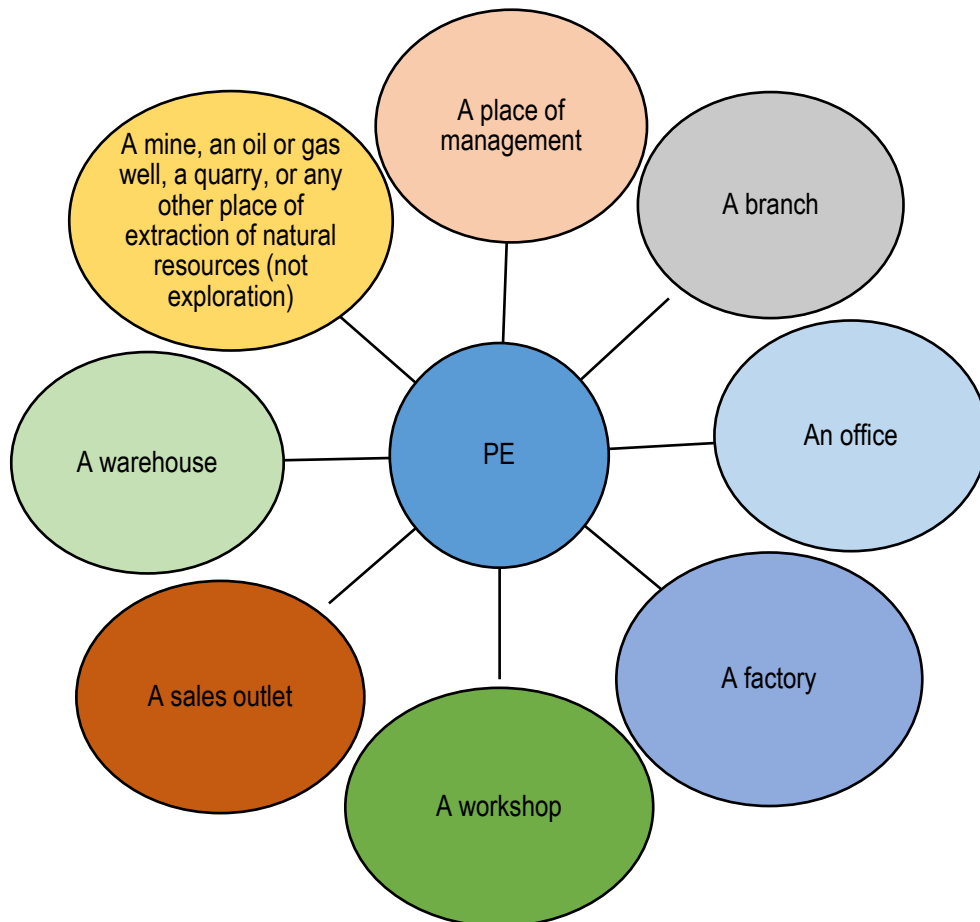 A place of
management
A mine, an oil or gas
well, a quarry, or any
other place of
extraction of natural
resources (not
exploration)
A branch
An office
PE
A warehouse
A factory
A sales outlet
A workshop